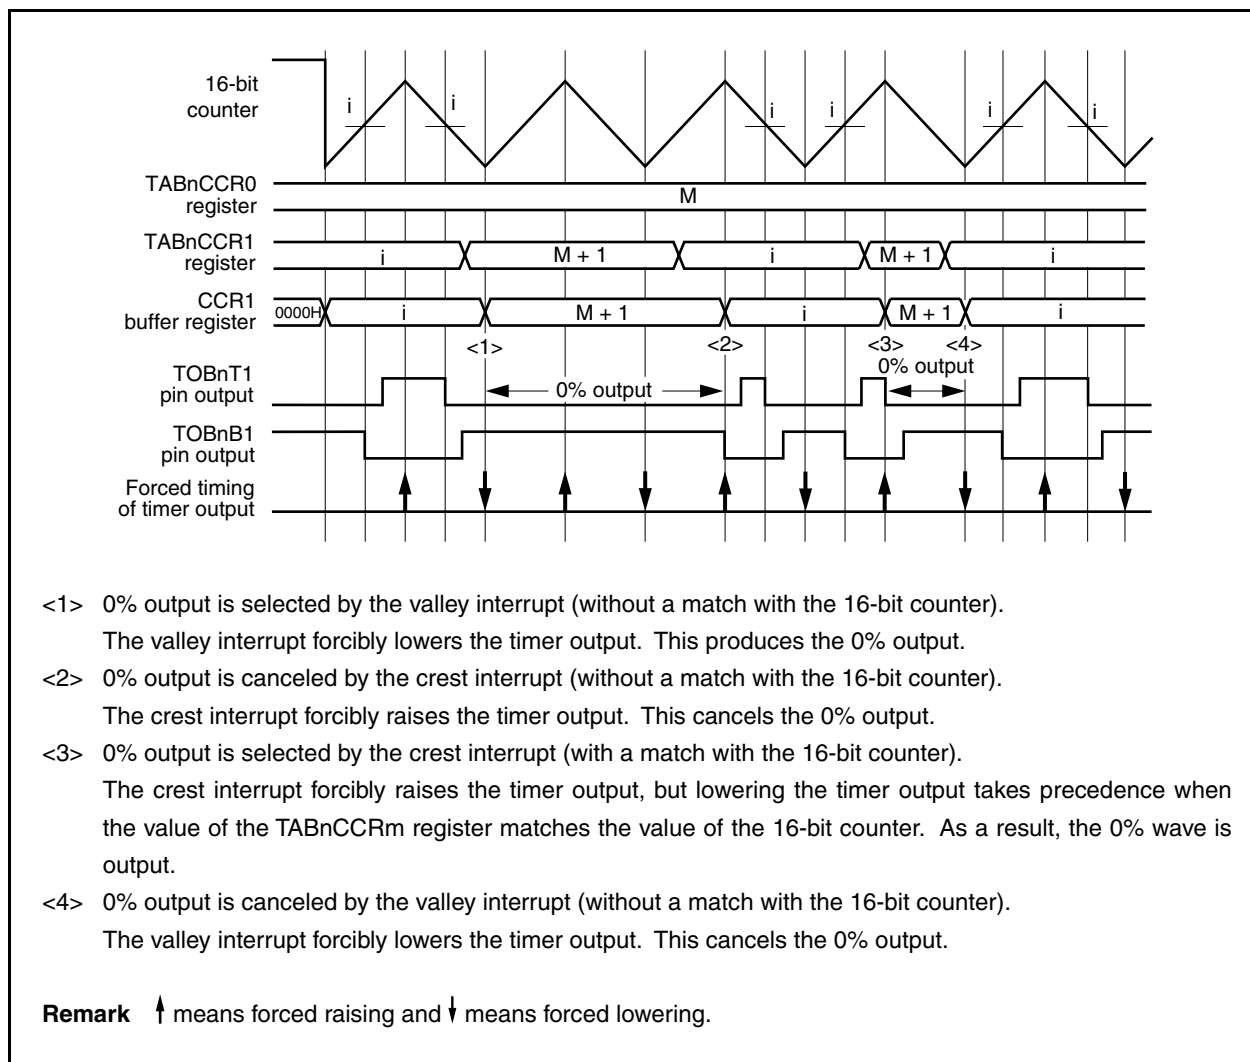 16-bit
counter
i i i i i i
TABnCCR0
register
M
TABnCCR1
register
i M + 1 i M + 1 i
CCR1
buffer register
0000H i M + 1 i M + 1 i
<1> <2> <3> <4>
TOBnT1
pin output
0% output
0% output
TOBnB1
pin output
Forced timing
of timer output
<1> 0% output is selected by the valley interrupt (without a match with the 16-bit counter).
The valley interrupt forcibly lowers the timer output. This produces the 0% output.
<2> 0% output is canceled by the crest interrupt (without a match with the 16-bit counter).
The crest interrupt forcibly raises the timer output. This cancels the 0% output.
<3> 0% output is selected by the crest interrupt (with a match with the 16-bit counter).
The crest interrupt forcibly raises the timer output, but lowering the timer output takes precedence when
the value of the TABnCCRm register matches the value of the 16-bit counter. As a result, the 0% wave is
output.
<4> 0% output is canceled by the valley interrupt (without a match with the 16-bit counter).
The valley interrupt forcibly lowers the timer output. This cancels the 0% output.
Remark ↑ means forced raising and ↓ means forced lowering.